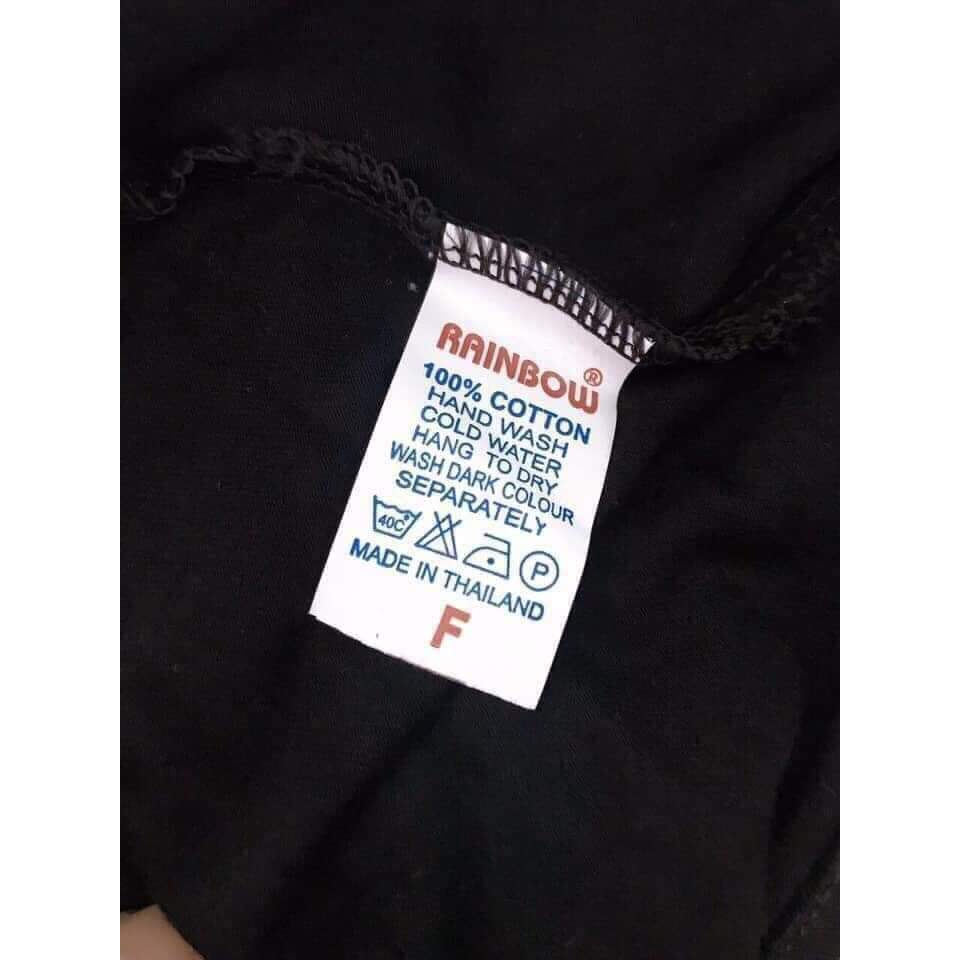 RAINBOW®
100% COTTON
HAND WASH
COLD WATER
HANG TO DRY
WASH DARK COLOUR
SEPARATELY
40C° P
MADE IN THAILAND
F